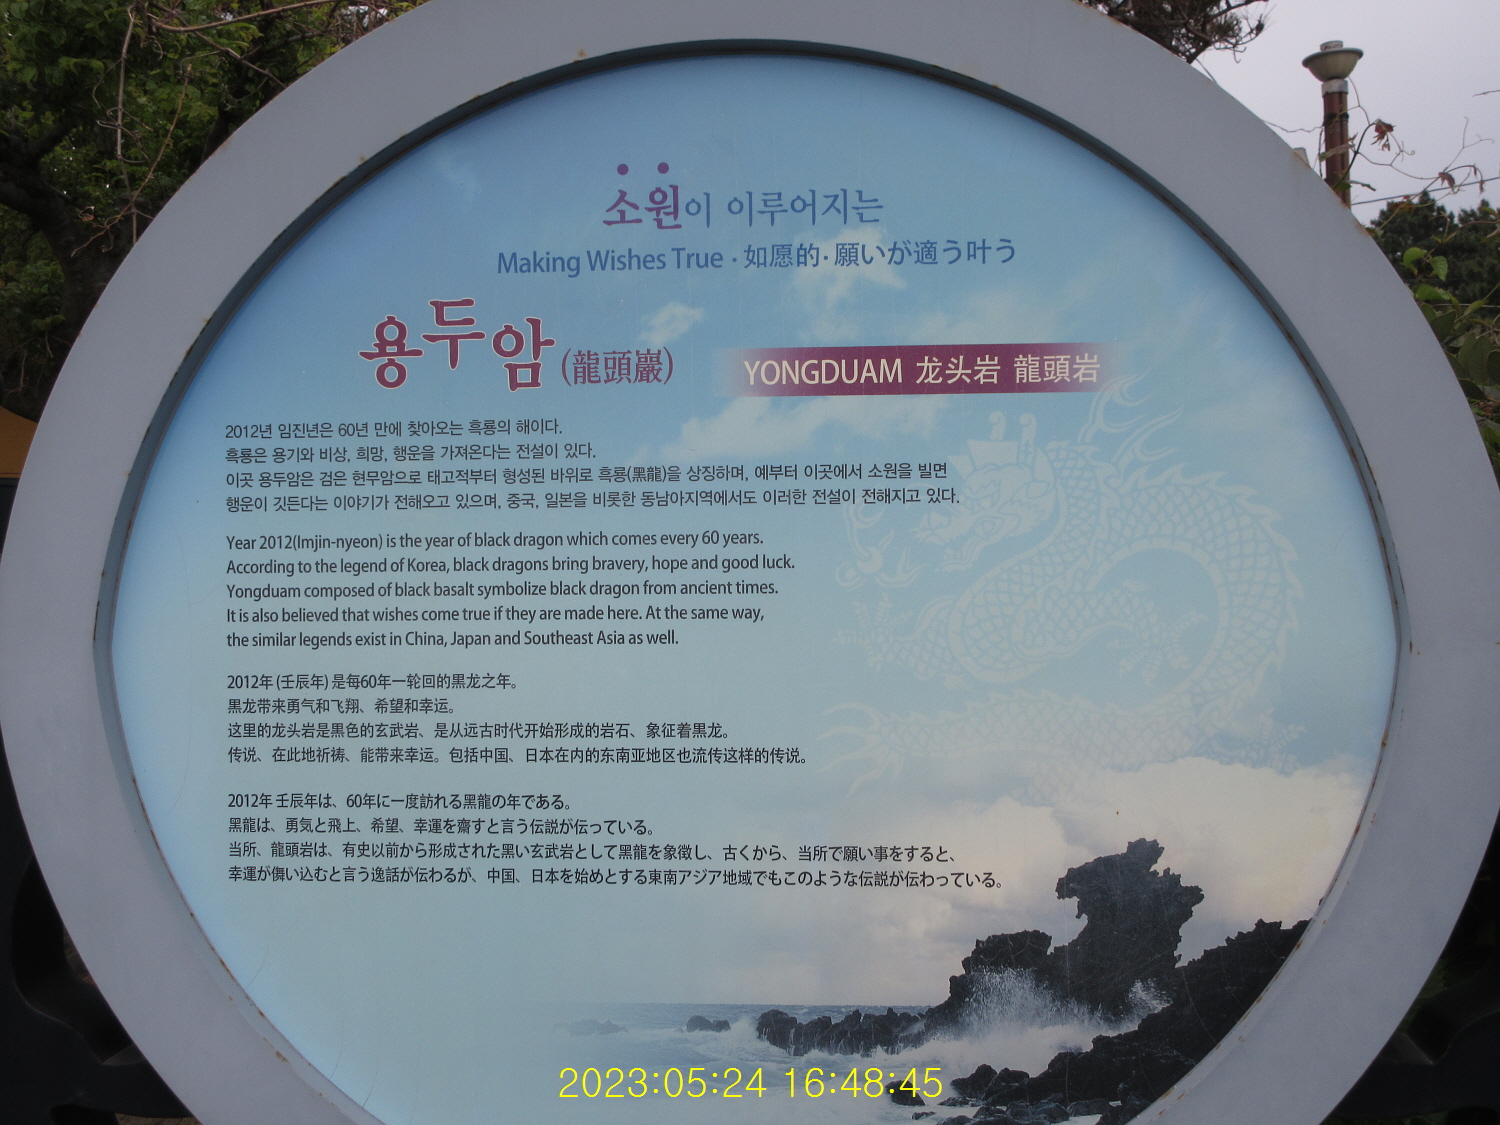 소원이 이루어지는
Making Wishes True · 如愿的 · 願いが適う叶う
용두암 (龍頭巖) YONGDUAM 龙头岩 龍頭岩
2012년 임진년은 60년 만에 찾아오는 흑룡의 해이다.
흑룡은 용기와 비상, 희망, 행운을 가져온다는 전설이 있다.
이곳 용두암은 검은 현무암으로 태고적부터 형성된 바위로 흑룡(黑龍)을 상징하며, 예부터 이곳에서 소원을 빌면
행운이 깃든다는 이야기가 전해오고 있으며, 중국, 일본을 비롯한 동남아지역에서도 이러한 전설이 전해지고 있다.
Year 2012(Imjin-nyeon) is the year of black dragon which comes every 60 years.
According to the legend of Korea, black dragons bring bravery, hope and good luck.
Yongduam composed of black basalt symbolize black dragon from ancient times.
It is also believed that wishes come true if they are made here. At the same way,
the similar legends exist in China, Japan and Southeast Asia as well.
2012年 (壬辰年) 是每60年一轮回的黒龙之年。
黒龙带来勇气和飞翔、希望和幸运。
这里的龙头岩是黒色的玄武岩、是从远古时代开始形成的岩石、象征着黒龙。
传说、在此地祈祷、能带来幸运。包括中国、日本在内的东南亚地区也流传这样的传说。
2012年 壬辰年は、60年に一度訪れる黑龍の年である。
黑龍は、勇気と飛上、希望、幸運を齋すと言う伝説が伝っている。
当所、龍頭岩は、有史以前から形成された黑い玄武岩として黑龍を象徴し、古くから、当所で願い事をすると、
幸運が儛い込むと言う逸話が伝わるが、中国、日本を始めとする東南アジア地域でもこのような伝説が伝わっている。
2023:05:24 16:48:45